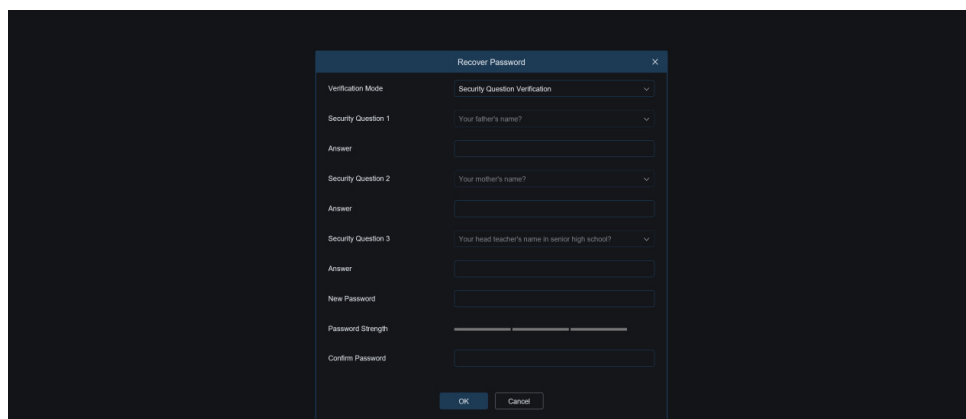 Recover Password
Verification Mode Security Question Verification
Security Question 1 Your father's name?
Answer
Security Question 2 Your mother's name?
Answer
Security Question 3 Your head teacher's name in senior high school?
Answer
New Password
Password Strength
Confirm Password
OK Cancel